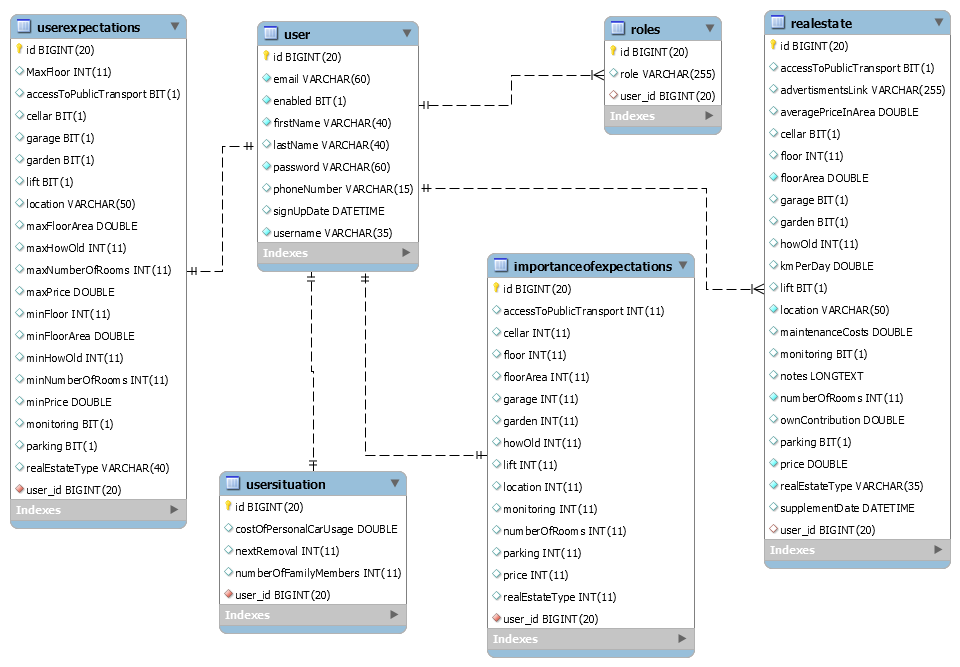 userexpectations
id BIGINT(20)
MaxFloor INT(11)
accessToPublicTransport BIT(1)
cellar BIT(1)
garage BIT(1)
garden BIT(1)
lift BIT(1)
location VARCHAR(50)
maxFloorArea DOUBLE
maxHowOld INT(11)
maxNumberOfRooms INT(11)
maxPrice DOUBLE
minFloor INT(11)
minFloorArea DOUBLE
minHowOld INT(11)
minNumberOfRooms INT(11)
minPrice DOUBLE
monitoring BIT(1)
parking BIT(1)
realEstateType VARCHAR(40)
user_id BIGINT(20)
Indexes
user
id BIGINT(20)
email VARCHAR(60)
enabled BIT(1)
firstName VARCHAR(40)
lastName VARCHAR(40)
password VARCHAR(60)
phoneNumber VARCHAR(15)
signUpDate DATETIME
username VARCHAR(35)
Indexes
roles
id BIGINT(20)
role VARCHAR(255)
user_id BIGINT(20)
Indexes
realestate
id BIGINT(20)
accessToPublicTransport BIT(1)
advertismentsLink VARCHAR(255)
averagePriceInArea DOUBLE
cellar BIT(1)
floor INT(11)
floorArea DOUBLE
garage BIT(1)
garden BIT(1)
howOld INT(11)
kmPerDay DOUBLE
lift BIT(1)
location VARCHAR(50)
maintenanceCosts DOUBLE
monitoring BIT(1)
notes LONGTEXT
numberOfRooms INT(11)
ownContribution DOUBLE
parking BIT(1)
price DOUBLE
realEstateType VARCHAR(35)
supplementDate DATETIME
user_id BIGINT(20)
Indexes
usersituation
id BIGINT(20)
costOfPersonalCarUsage DOUBLE
nextRemoval INT(11)
numberOfFamilyMembers INT(11)
user_id BIGINT(20)
Indexes
importanceofexpectations
id BIGINT(20)
accessToPublicTransport INT(11)
cellar INT(11)
floor INT(11)
floorArea INT(11)
garage INT(11)
garden INT(11)
howOld INT(11)
lift INT(11)
location INT(11)
monitoring INT(11)
numberOfRooms INT(11)
parking INT(11)
price INT(11)
realEstateType INT(11)
user_id BIGINT(20)
Indexes